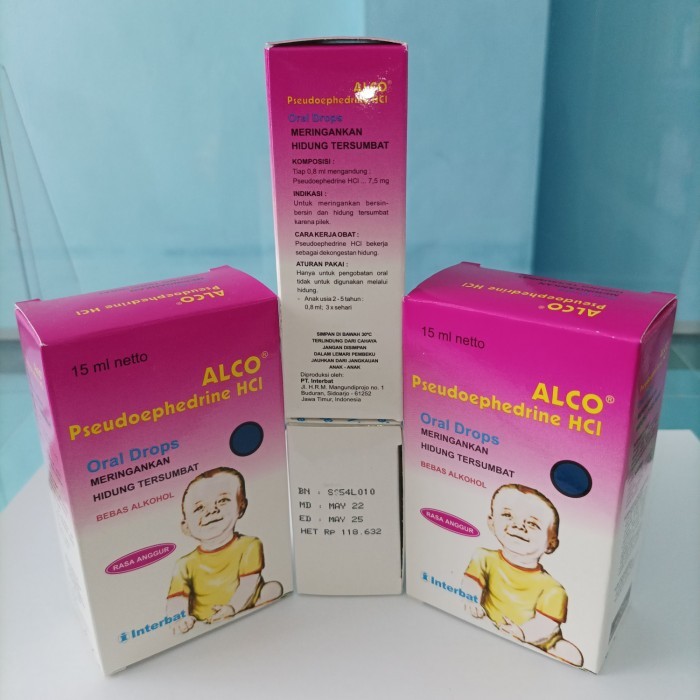 ALCO®
Pseudoephedrine HCl
Oral Drops
MERINGANKAN
HIDUNG TERSUMBAT
KOMPOSISI :
Tiap 0,8 ml mengandung :
Pseudoephedrine HCl ... 7,5 mg
INDIKASI :
Untuk meringankan bersin-
bersin dan hidung tersumbat
karena pilek.
CARA KERJA OBAT :
Pseudoephedrine HCl bekerja
sebagai dekongestan hidung.
ATURAN PAKAI :
Hanya untuk pengobatan oral
tidak untuk digunakan melalui
hidung.
– Anak usia 2 - 5 tahun :
0,8 ml; 3 x sehari
SIMPAN DI BAWAH 30°C
TERLINDUNG DARI CAHAYA
JANGAN DISIMPAN
DALAM LEMARI PEMBEKU
JAUHKAN DARI JANGKAUAN
ANAK - ANAK
Diproduksi oleh:
PT. Interbat
Jl. H.R.M. Mangundiprojo no. 1
Buduran, Sidoarjo - 61252
Jawa Timur, Indonesia
ALCO
Pseudoephedrine HCl
15 ml netto
ALCO®
Pseudoephedrine HCl
Oral Drops
MERINGANKAN
HIDUNG TERSUMBAT
BEBAS ALKOHOL
RASA ANGGUR
Interbat
BN :
MD : MAY 22
ED : MAY 25
HET Rp 118.632
ALCO
Pseudoephedrine HCl
15 ml netto
ALCO®
Pseudoephedrine HCl
Oral Drops
MERINGANKAN
HIDUNG TERSUMBAT
BEBAS ALKOHOL
RASA ANGGUR
Interbat